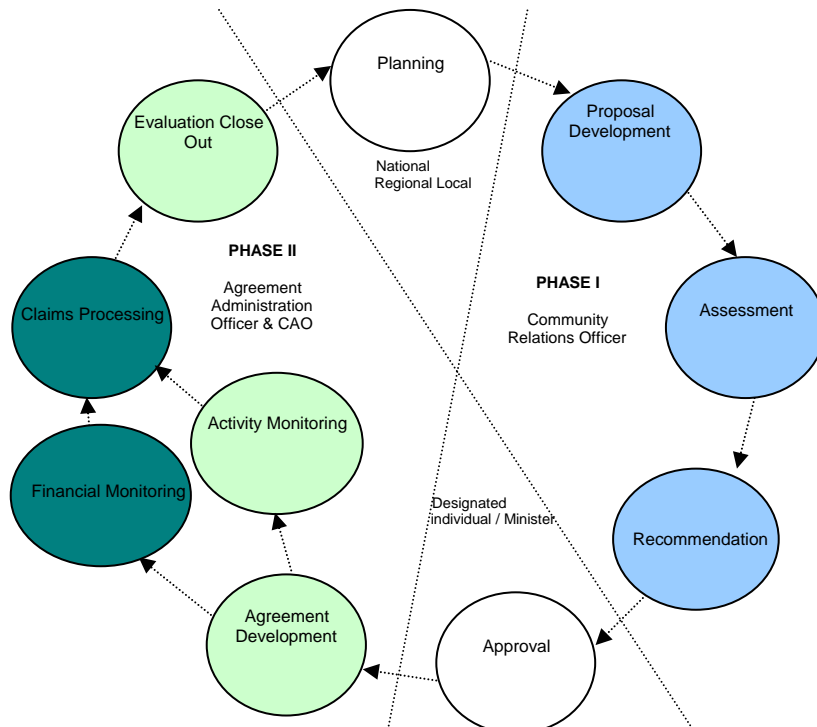 Planning
Proposal
Development
Evaluation Close
Out
National
Regional Local
PHASE II
Agreement
Administration
Officer & CAO
PHASE I
Community
Relations Officer
Claims Processing
Assessment
Activity Monitoring
Financial Monitoring
Designated
individual / Minister
Recommendation
Agreement
Development
Approval